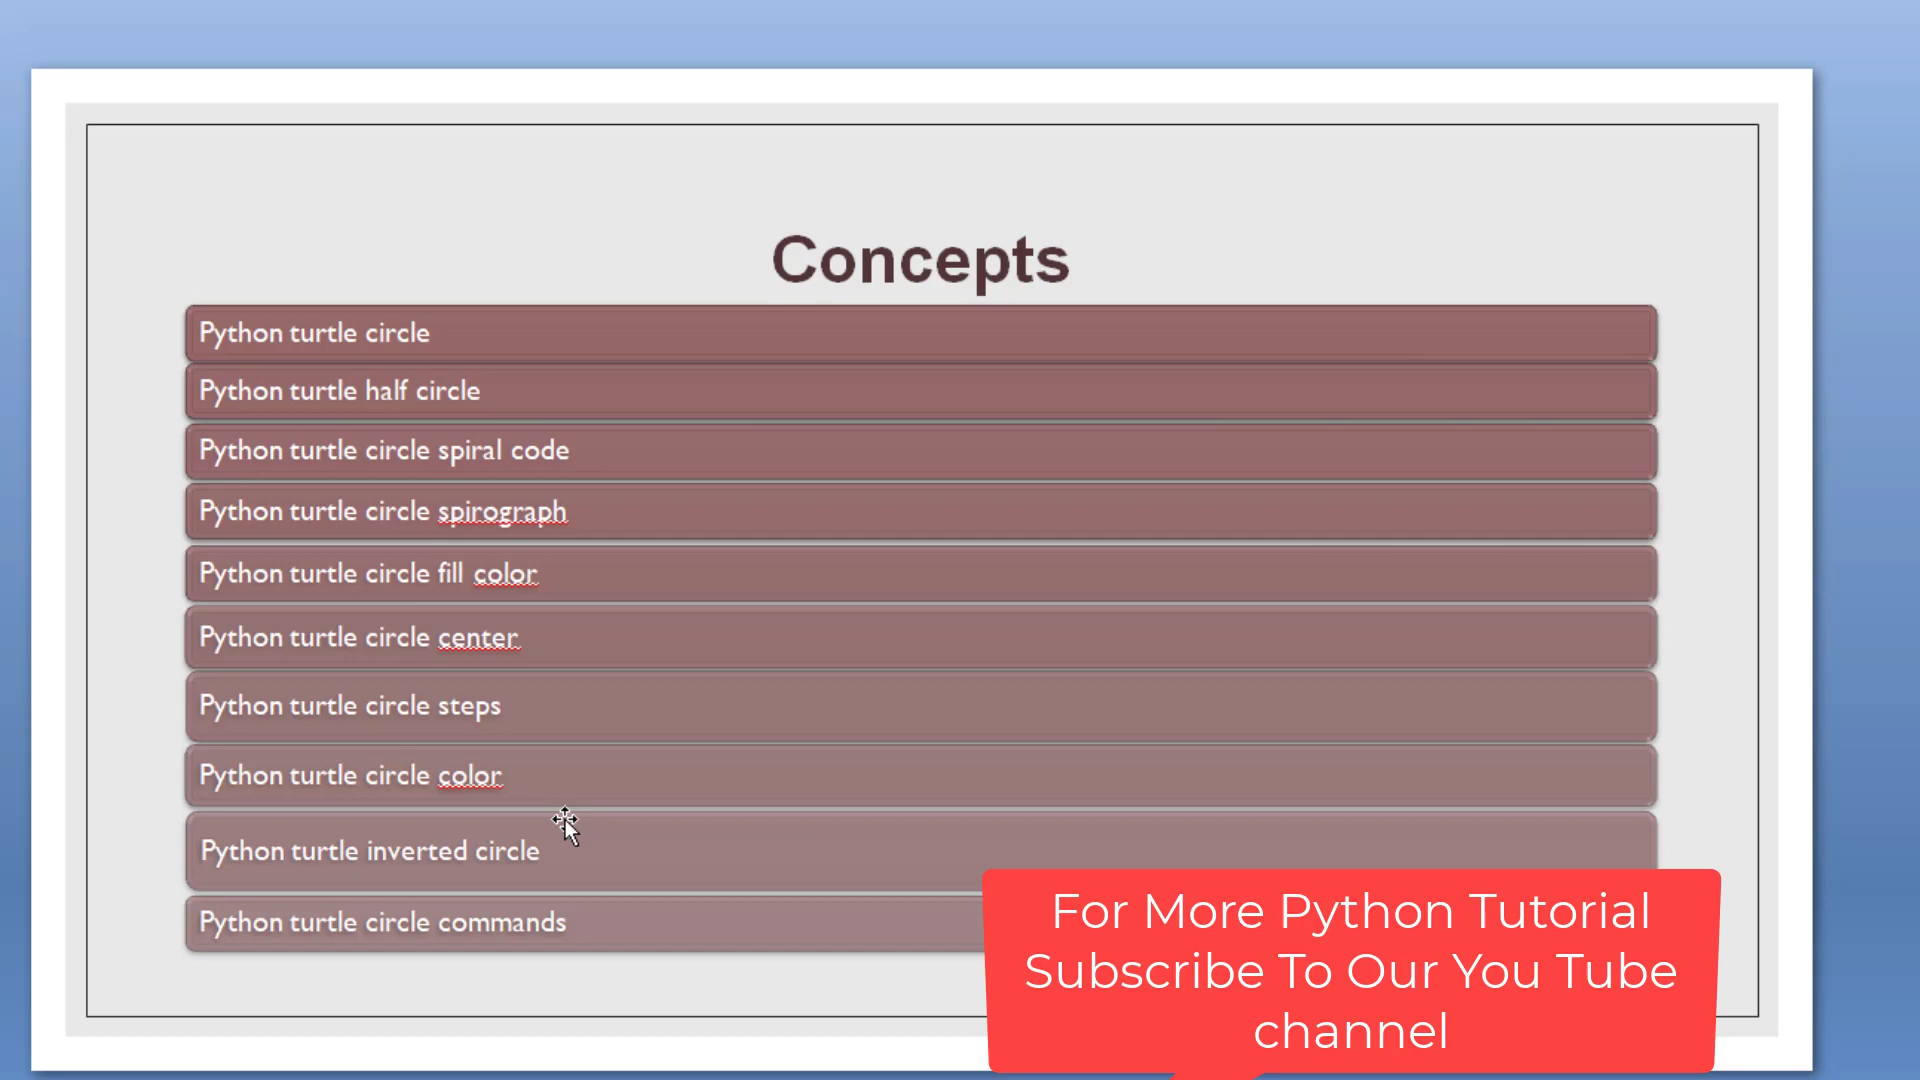 Concepts
Python turtle circle
Python turtle half circle
Python turtle circle spiral code
Python turtle circle spirograph
Python turtle circle fill color
Python turtle circle center
Python turtle circle steps
Python turtle circle color
Python turtle inverted circle
Python turtle circle commands
For More Python Tutorial
Subscribe To Our You Tube
channel